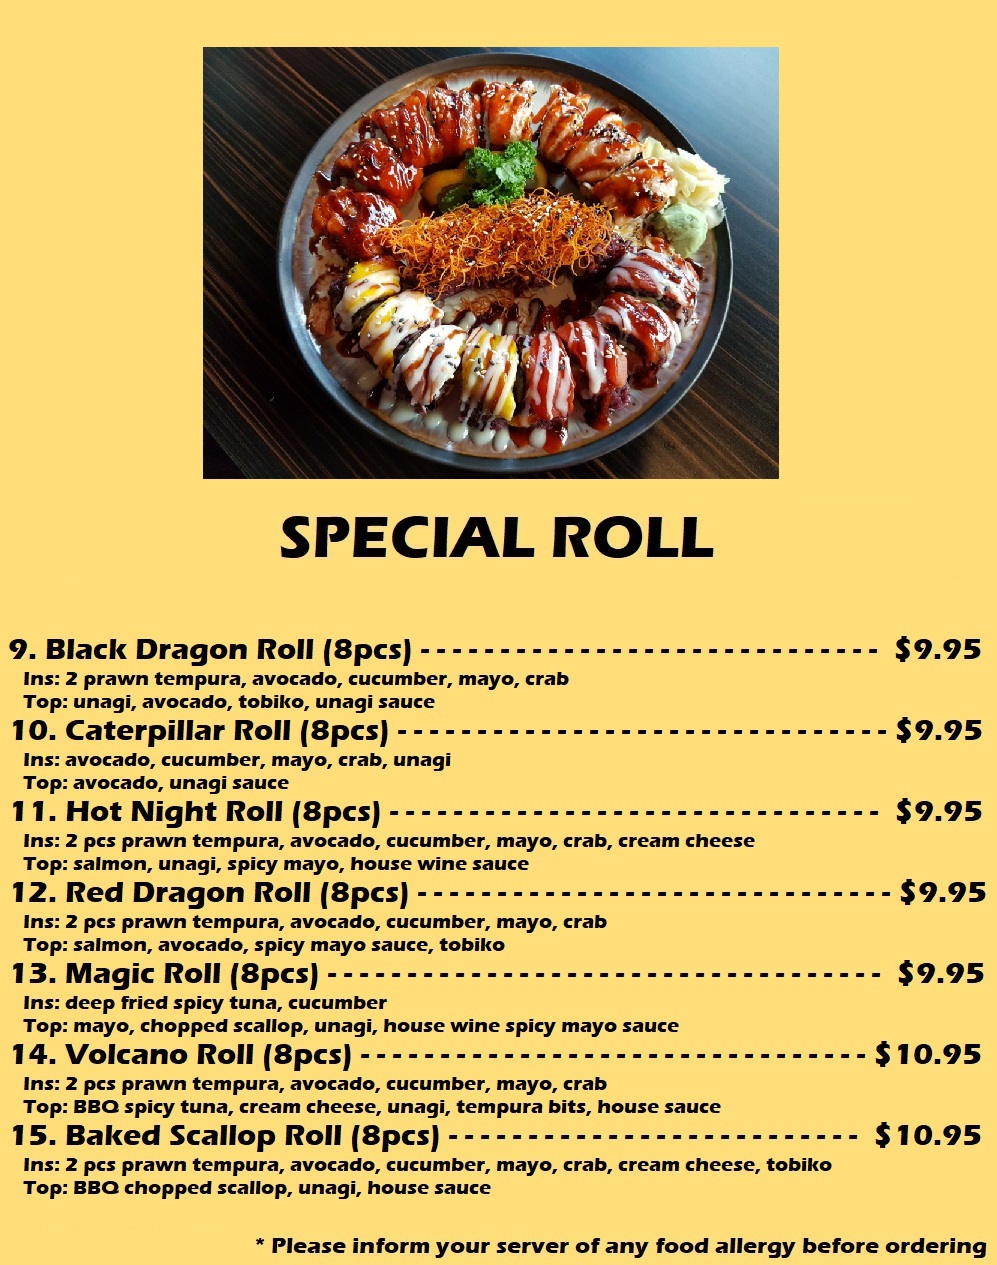 SPECIAL ROLL
9. Black Dragon Roll (8pcs) - - - - - - - - - - - - - - - - - - - - - - - - - - - - - $9.95
Ins: 2 prawn tempura, avocado, cucumber, mayo, crab
Top: unagi, avocado, tobiko, unagi sauce
10. Caterpillar Roll (8pcs) - - - - - - - - - - - - - - - - - - - - - - - - - - - - - - - $9.95
Ins: avocado, cucumber, mayo, crab, unagi
Top: avocado, unagi sauce
11. Hot Night Roll (8pcs) - - - - - - - - - - - - - - - - - - - - - - - - - - - - - - - $9.95
Ins: 2 pcs prawn tempura, avocado, cucumber, mayo, crab, cream cheese
Top: salmon, unagi, spicy mayo, house wine sauce
12. Red Dragon Roll (8pcs) - - - - - - - - - - - - - - - - - - - - - - - - - - - - - - $9.95
Ins: 2 pcs prawn tempura, avocado, cucumber, mayo, crab
Top: salmon, avocado, spicy mayo sauce, tobiko
13. Magic Roll (8pcs) - - - - - - - - - - - - - - - - - - - - - - - - - - - - - - - - - - - $9.95
Ins: deep fried spicy tuna, cucumber
Top: mayo, chopped scallop, unagi, house wine spicy mayo sauce
14. Volcano Roll (8pcs) - - - - - - - - - - - - - - - - - - - - - - - - - - - - - - - - $10.95
Ins: 2 pcs prawn tempura, avocado, cucumber, mayo, crab
Top: BBQ spicy tuna, cream cheese, unagi, tempura bits, house sauce
15. Baked Scallop Roll (8pcs) - - - - - - - - - - - - - - - - - - - - - - - - - - $10.95
Ins: 2 pcs prawn tempura, avocado, cucumber, mayo, crab, cream cheese, tobiko
Top: BBQ chopped scallop, unagi, house sauce
* Please inform your server of any food allergy before ordering